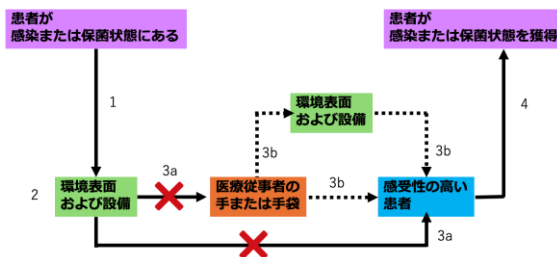 患者が
感染または保菌状態にある
患者が
感染または保菌状態を獲得
1
4
環境表面
および設備
3b
3b
2
環境表面
および設備
3a
医療従事者の
手または手袋
3b
感受性の高い
患者
3a